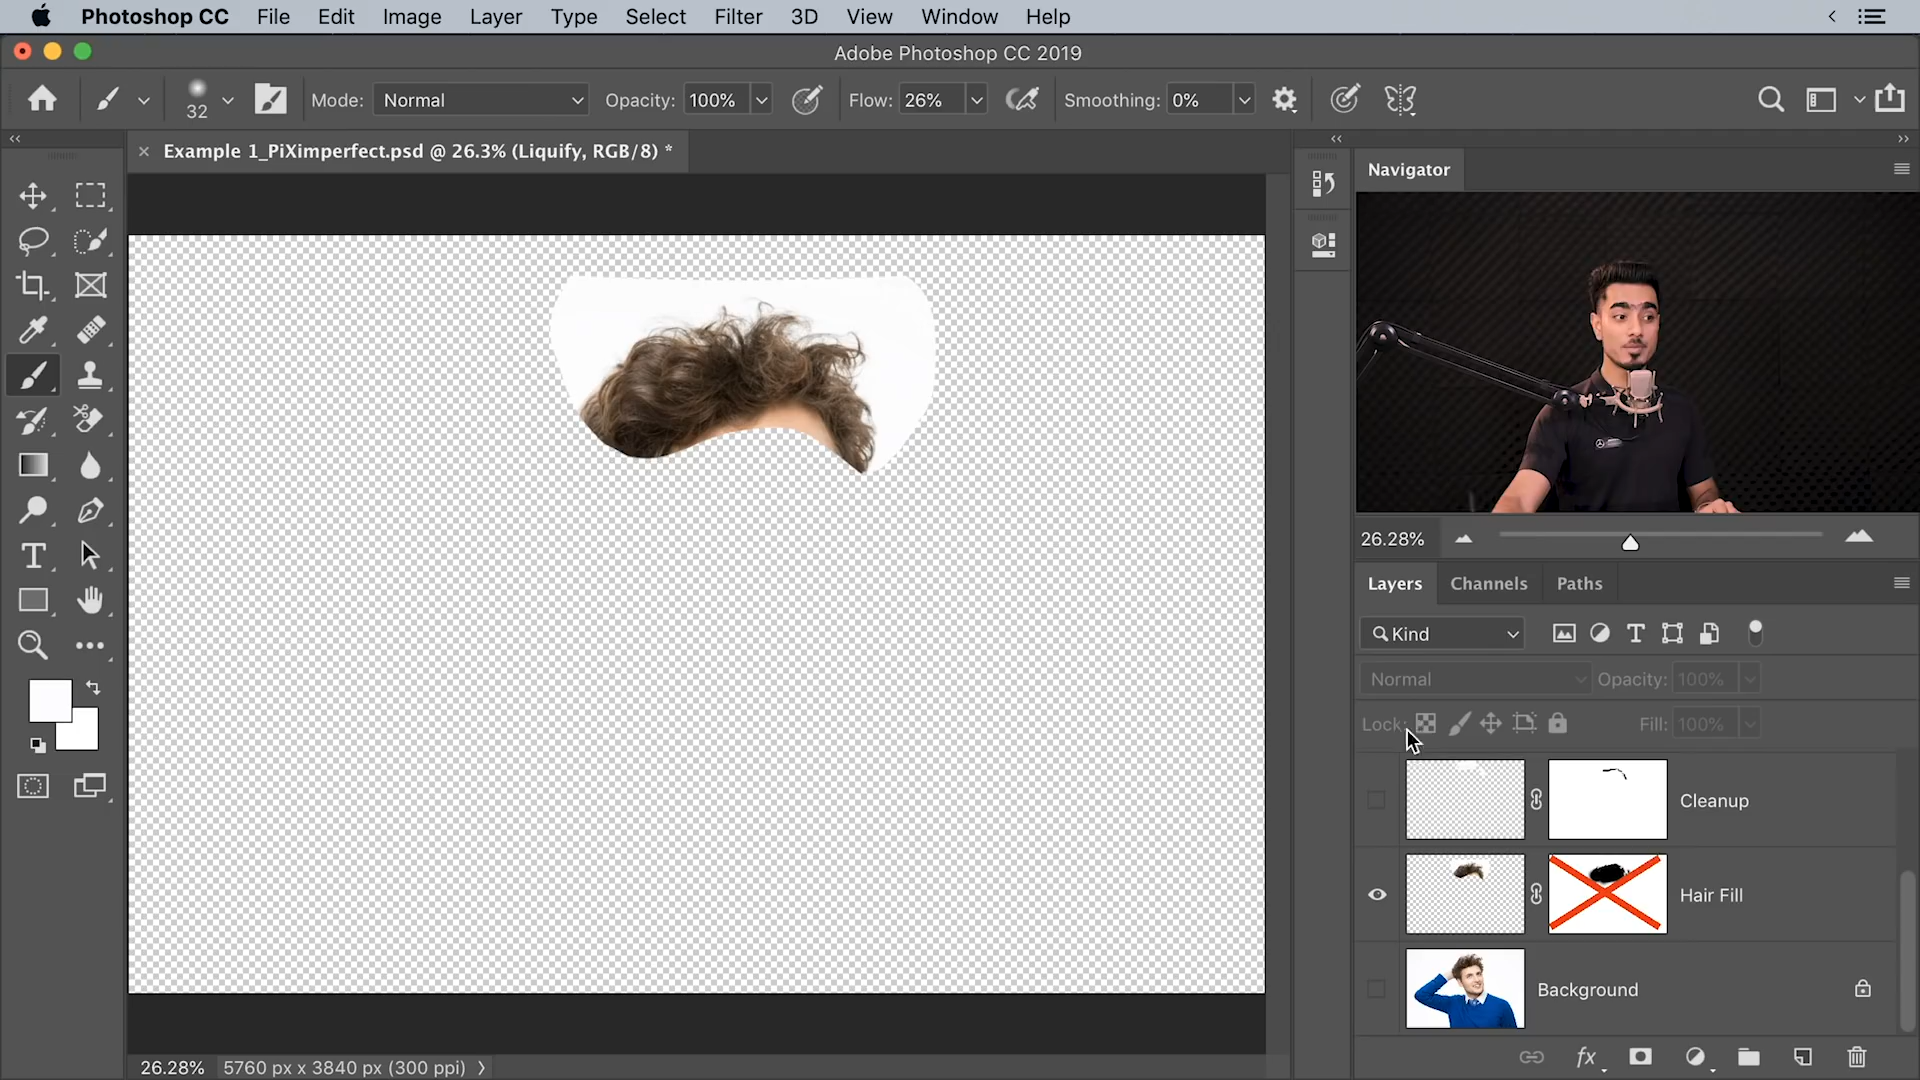 Photoshop CC File Edit Image Layer Type Select Filter 3D View Window Help
Adobe Photoshop CC 2019
32 Mode: Normal Opacity: 100% Flow: 26% Smoothing: 0%
Example 1_PiXimperfect.psd @ 26.3% (Liquify, RGB/8) *
Navigator
26.28%
Layers Channels Paths
Kind
Normal Opacity: 100%
Lock: Fill: 100%
Cleanup
Hair Fill
Background
fx
26.28% 5760 px x 3840 px (300 ppi)